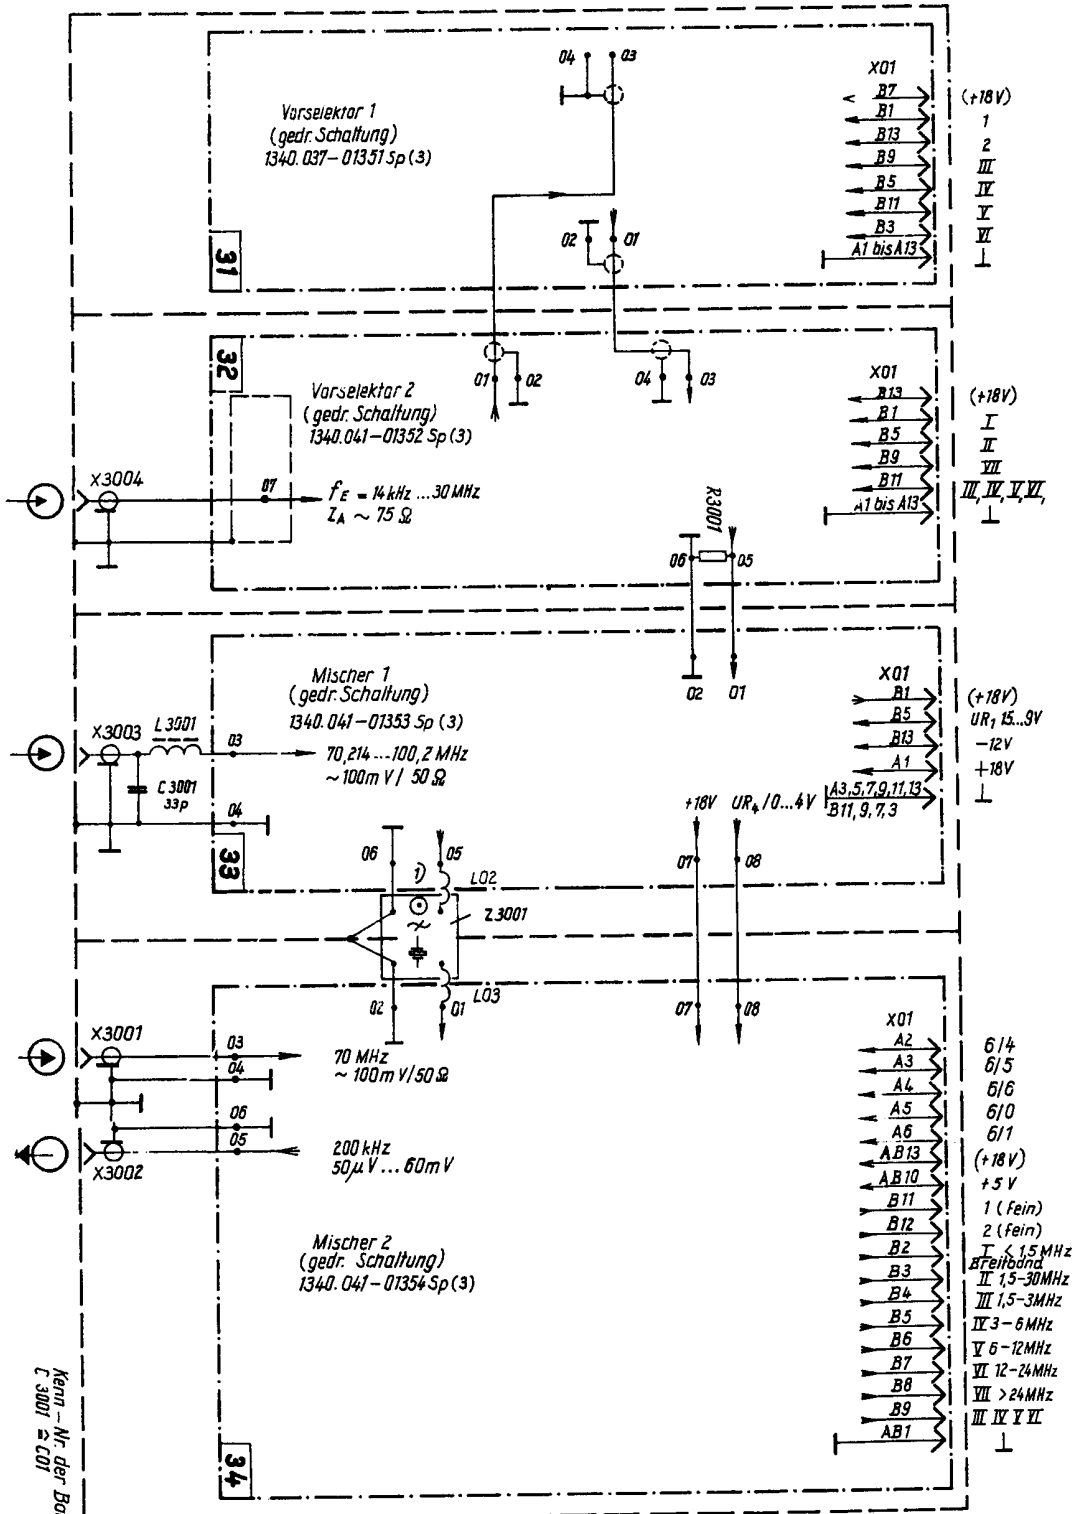 04
03
X01
B7
(+18V)
B1
1
B13
2
B9
III
B5
IV
B11
V
B3
VI
A1 bis A13
⊥
Vorselektor 1
(gedr. Schaltung)
1340.037-01351 Sp (3)
02
01
31
32
01
02
04
03
Vorselektor 2
(gedr. Schaltung)
1340.041-01352 Sp (3)
X01
B13
(+18V)
B1
I
B5
II
B9
VII
B11
III, IV, V, VI,
A1 bis A13
⊥
X3004
07
fE = 14 kHz ... 30 MHz
ZA ~ 75 Ω
R3001
06
05
02
01
Mischer 1
(gedr. Schaltung)
1340.041-01353 Sp (3)
X01
B1
(+18V)
B5
UR1 15...9V
B13
-12V
A1
+18V
A3,5,7,9,11,13
B11,9,7,3
⊥
X3003
L3001
03
70,214...100,2 MHz
~ 100mV / 50 Ω
C3001
33p
04
33
+18V
UR4/0...4V
06
05
1)
L02
07
08
Z3001
02
01
L03
07
08
X3001
03
70 MHz
~ 100mV/50 Ω
04
06
05
X3002
200 kHz
50µV ... 60mV
Mischer 2
(gedr. Schaltung)
1340.041-01354 Sp (3)
X01
A2
6/4
A3
6/5
A4
6/6
A5
6/0
A6
6/1
AB13
(+18V)
AB10
+5V
B11
1 (fein)
B12
2 (fein)
B2
I < 1,5 MHz
Breitband
B3
II 1,5-30MHz
B4
III 1,5-3MHz
B5
IV 3-6MHz
B6
V 6-12MHz
B7
VI 12-24MHz
B8
VII >24MHz
B9
III IV V VI
AB1
⊥
34
Kenn-Nr. der Ba
C 3001 ≙ C01